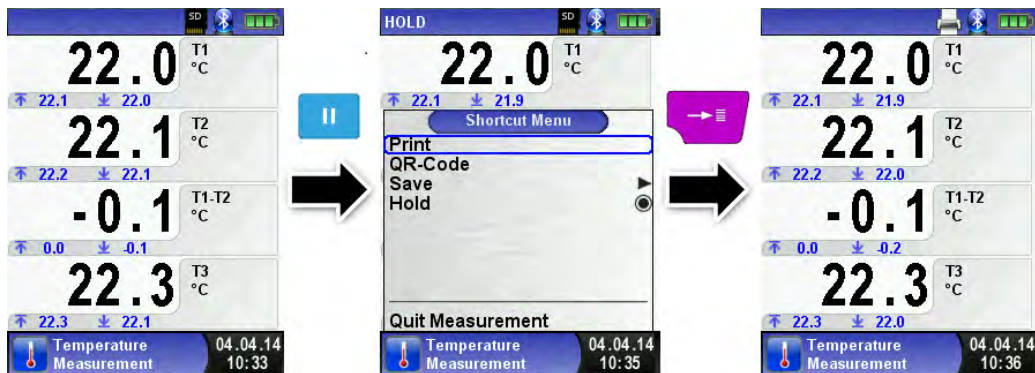 SD
22.0 T1 °C
22.1 22.0
22.1 T2 °C
22.2 22.1
-0.1 T1-T2 °C
0.0 -0.1
22.3 T3 °C
22.3 22.1
Temperature
Measurement
04.04.14
10:33
HOLD SD
22.0 T1 °C
22.1 21.9
Shortcut Menu
Print
QR-Code
Save
Hold
Quit Measurement
Temperature
Measurement
04.04.14
10:35
22.0 T1 °C
22.1 21.9
22.1 T2 °C
22.2 22.0
-0.1 T1-T2 °C
0.0 -0.2
22.3 T3 °C
22.3 22.0
Temperature
Measurement
04.04.14
10:36